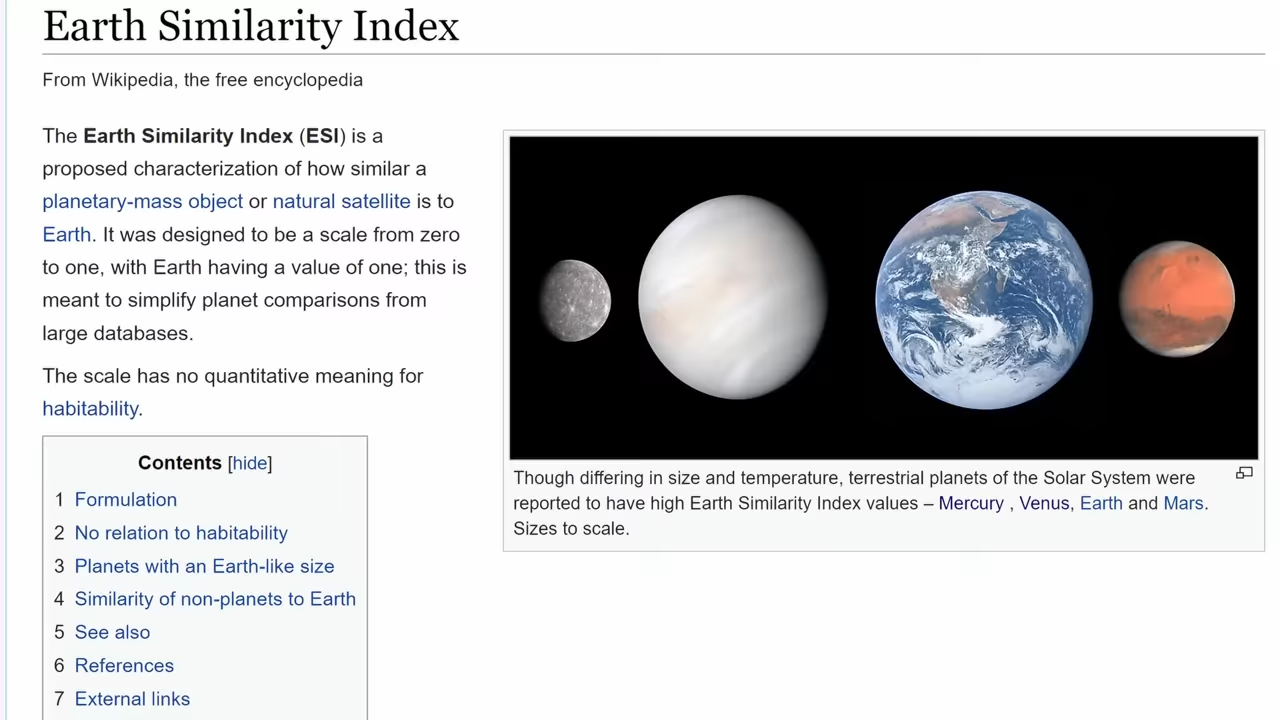 Earth Similarity Index
From Wikipedia, the free encyclopedia
The Earth Similarity Index (ESI) is a
proposed characterization of how similar a
planetary-mass object or natural satellite is to
Earth. It was designed to be a scale from zero
to one, with Earth having a value of one; this is
meant to simplify planet comparisons from
large databases.
The scale has no quantitative meaning for
habitability.
Contents [hide]
1 Formulation
2 No relation to habitability
3 Planets with an Earth-like size
4 Similarity of non-planets to Earth
5 See also
6 References
7 External links
Though differing in size and temperature, terrestrial planets of the Solar System were
reported to have high Earth Similarity Index values – Mercury , Venus, Earth and Mars.
Sizes to scale.